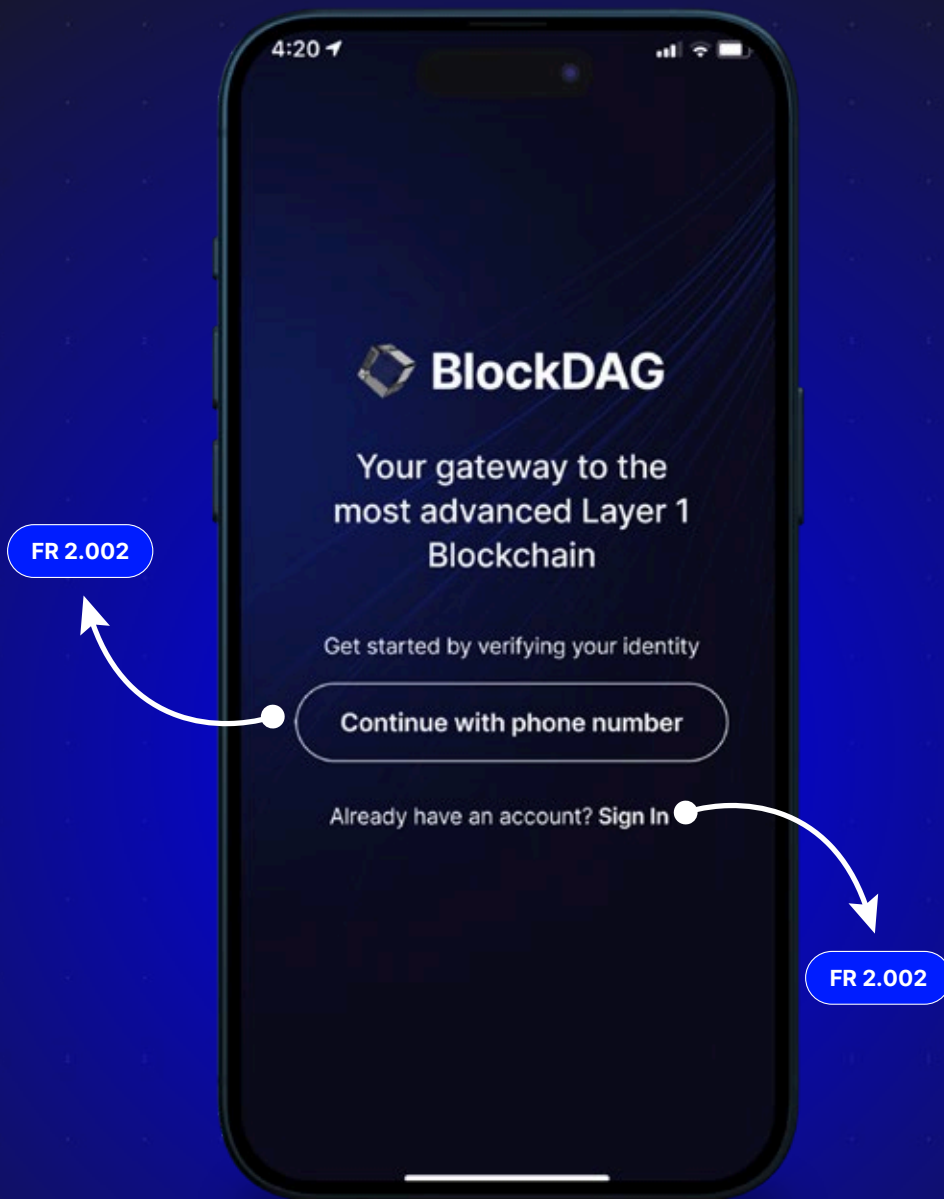 4:20
BlockDAG
Your gateway to the
most advanced Layer 1
Blockchain
FR 2.002
Get started by verifying your identity
Continue with phone number
Already have an account? Sign In
FR 2.002